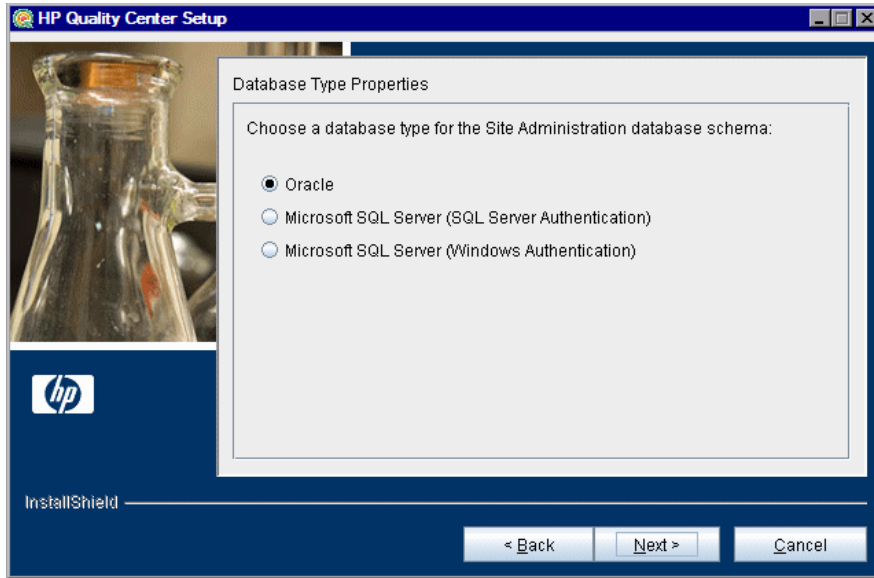 HP Quality Center Setup
Database Type Properties
Choose a database type for the Site Administration database schema:
Oracle
Microsoft SQL Server (SQL Server Authentication)
Microsoft SQL Server (Windows Authentication)
hp
InstallShield
< Back
Next >
Cancel